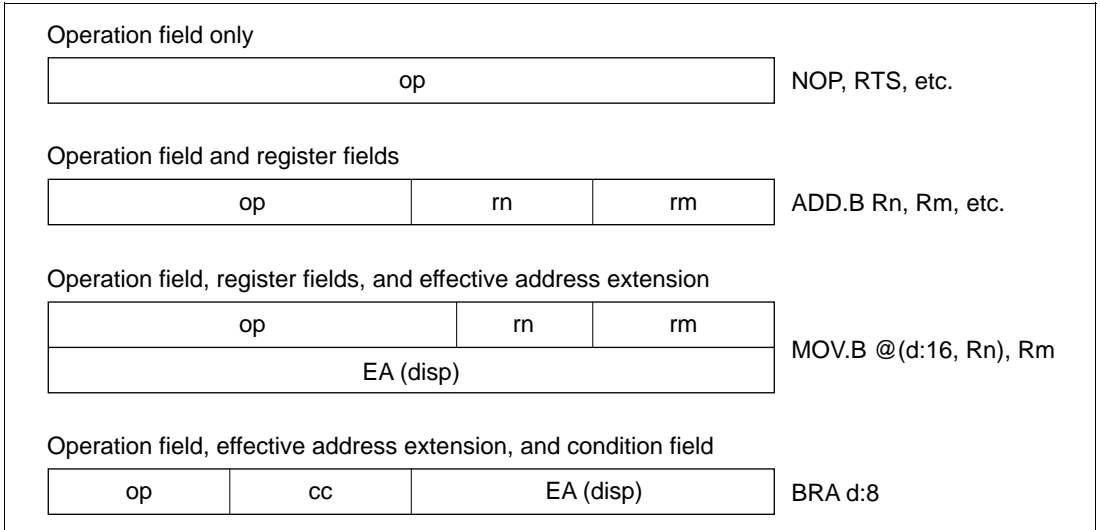 Operation field only
op NOP, RTS, etc.
Operation field and register fields
op rn rm ADD.B Rn, Rm, etc.
Operation field, register fields, and effective address extension
op rn rm
MOV.B @(d:16, Rn), Rm
EA (disp)
Operation field, effective address extension, and condition field
op cc EA (disp) BRA d:8